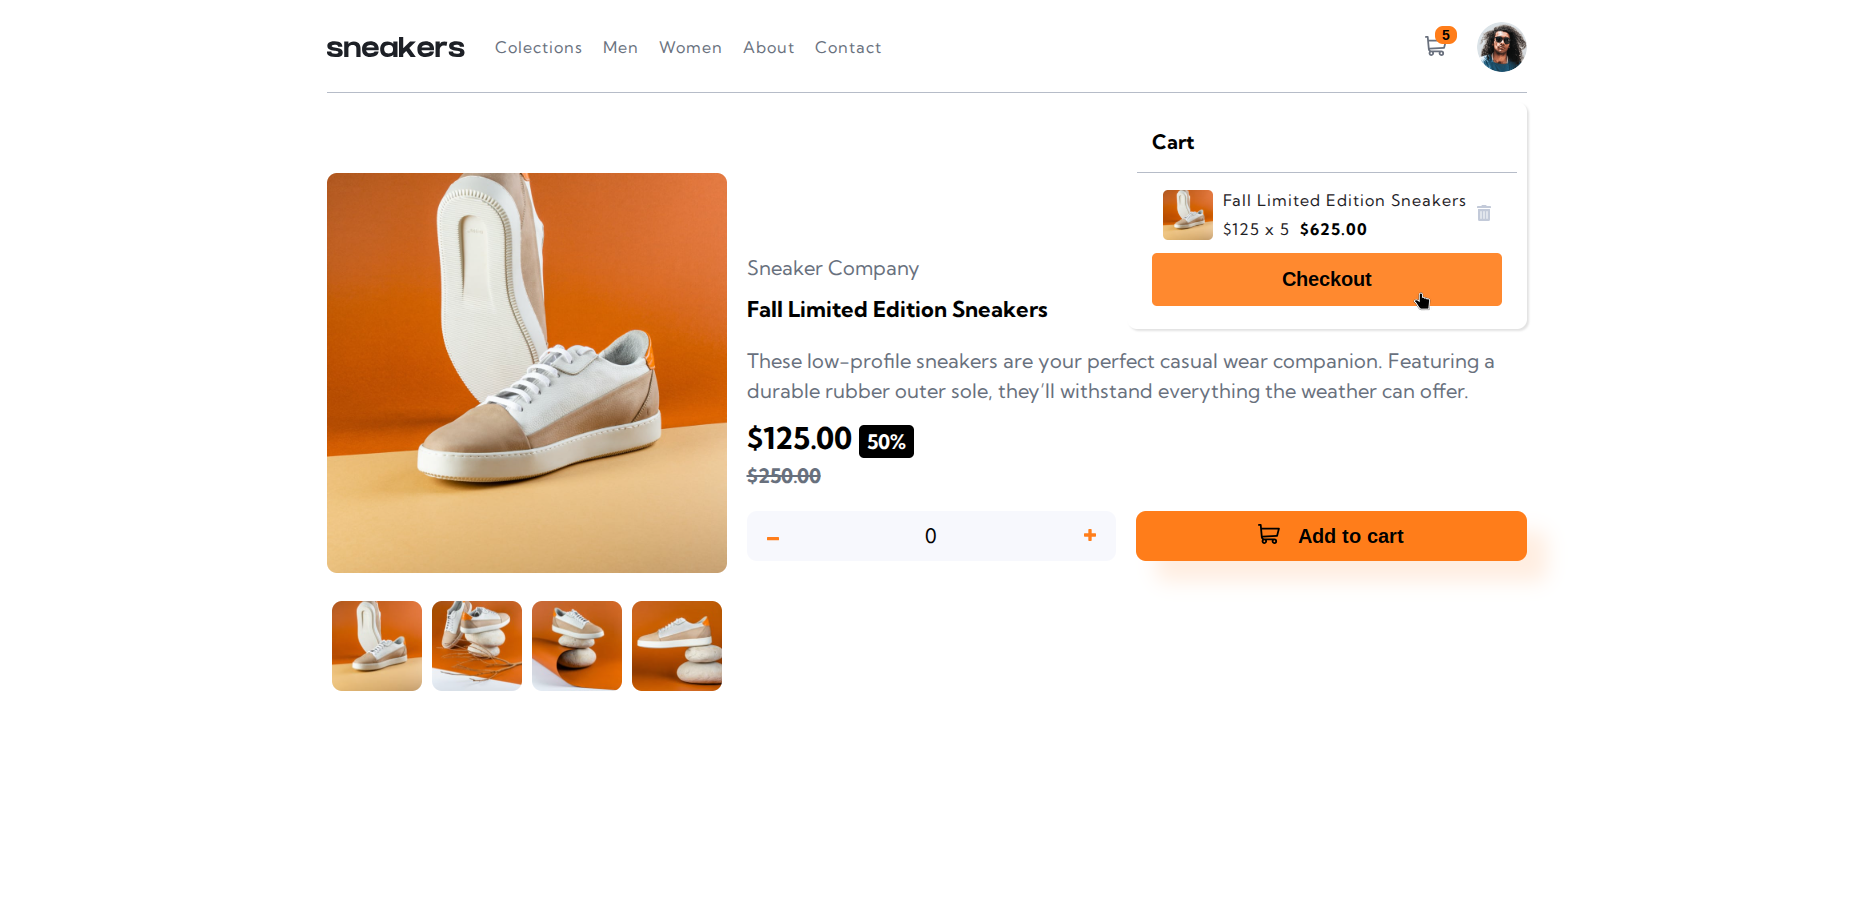 sneakers
Colections Men Women About Contact
5
Cart
Fall Limited Edition Sneakers
$125 x 5 $625.00
Checkout
Sneaker Company
Fall Limited Edition Sneakers
These low-profile sneakers are your perfect casual wear companion. Featuring a
durable rubber outer sole, they'll withstand everything the weather can offer.
$125.00 50%
$250.00
– 0 +
Add to cart